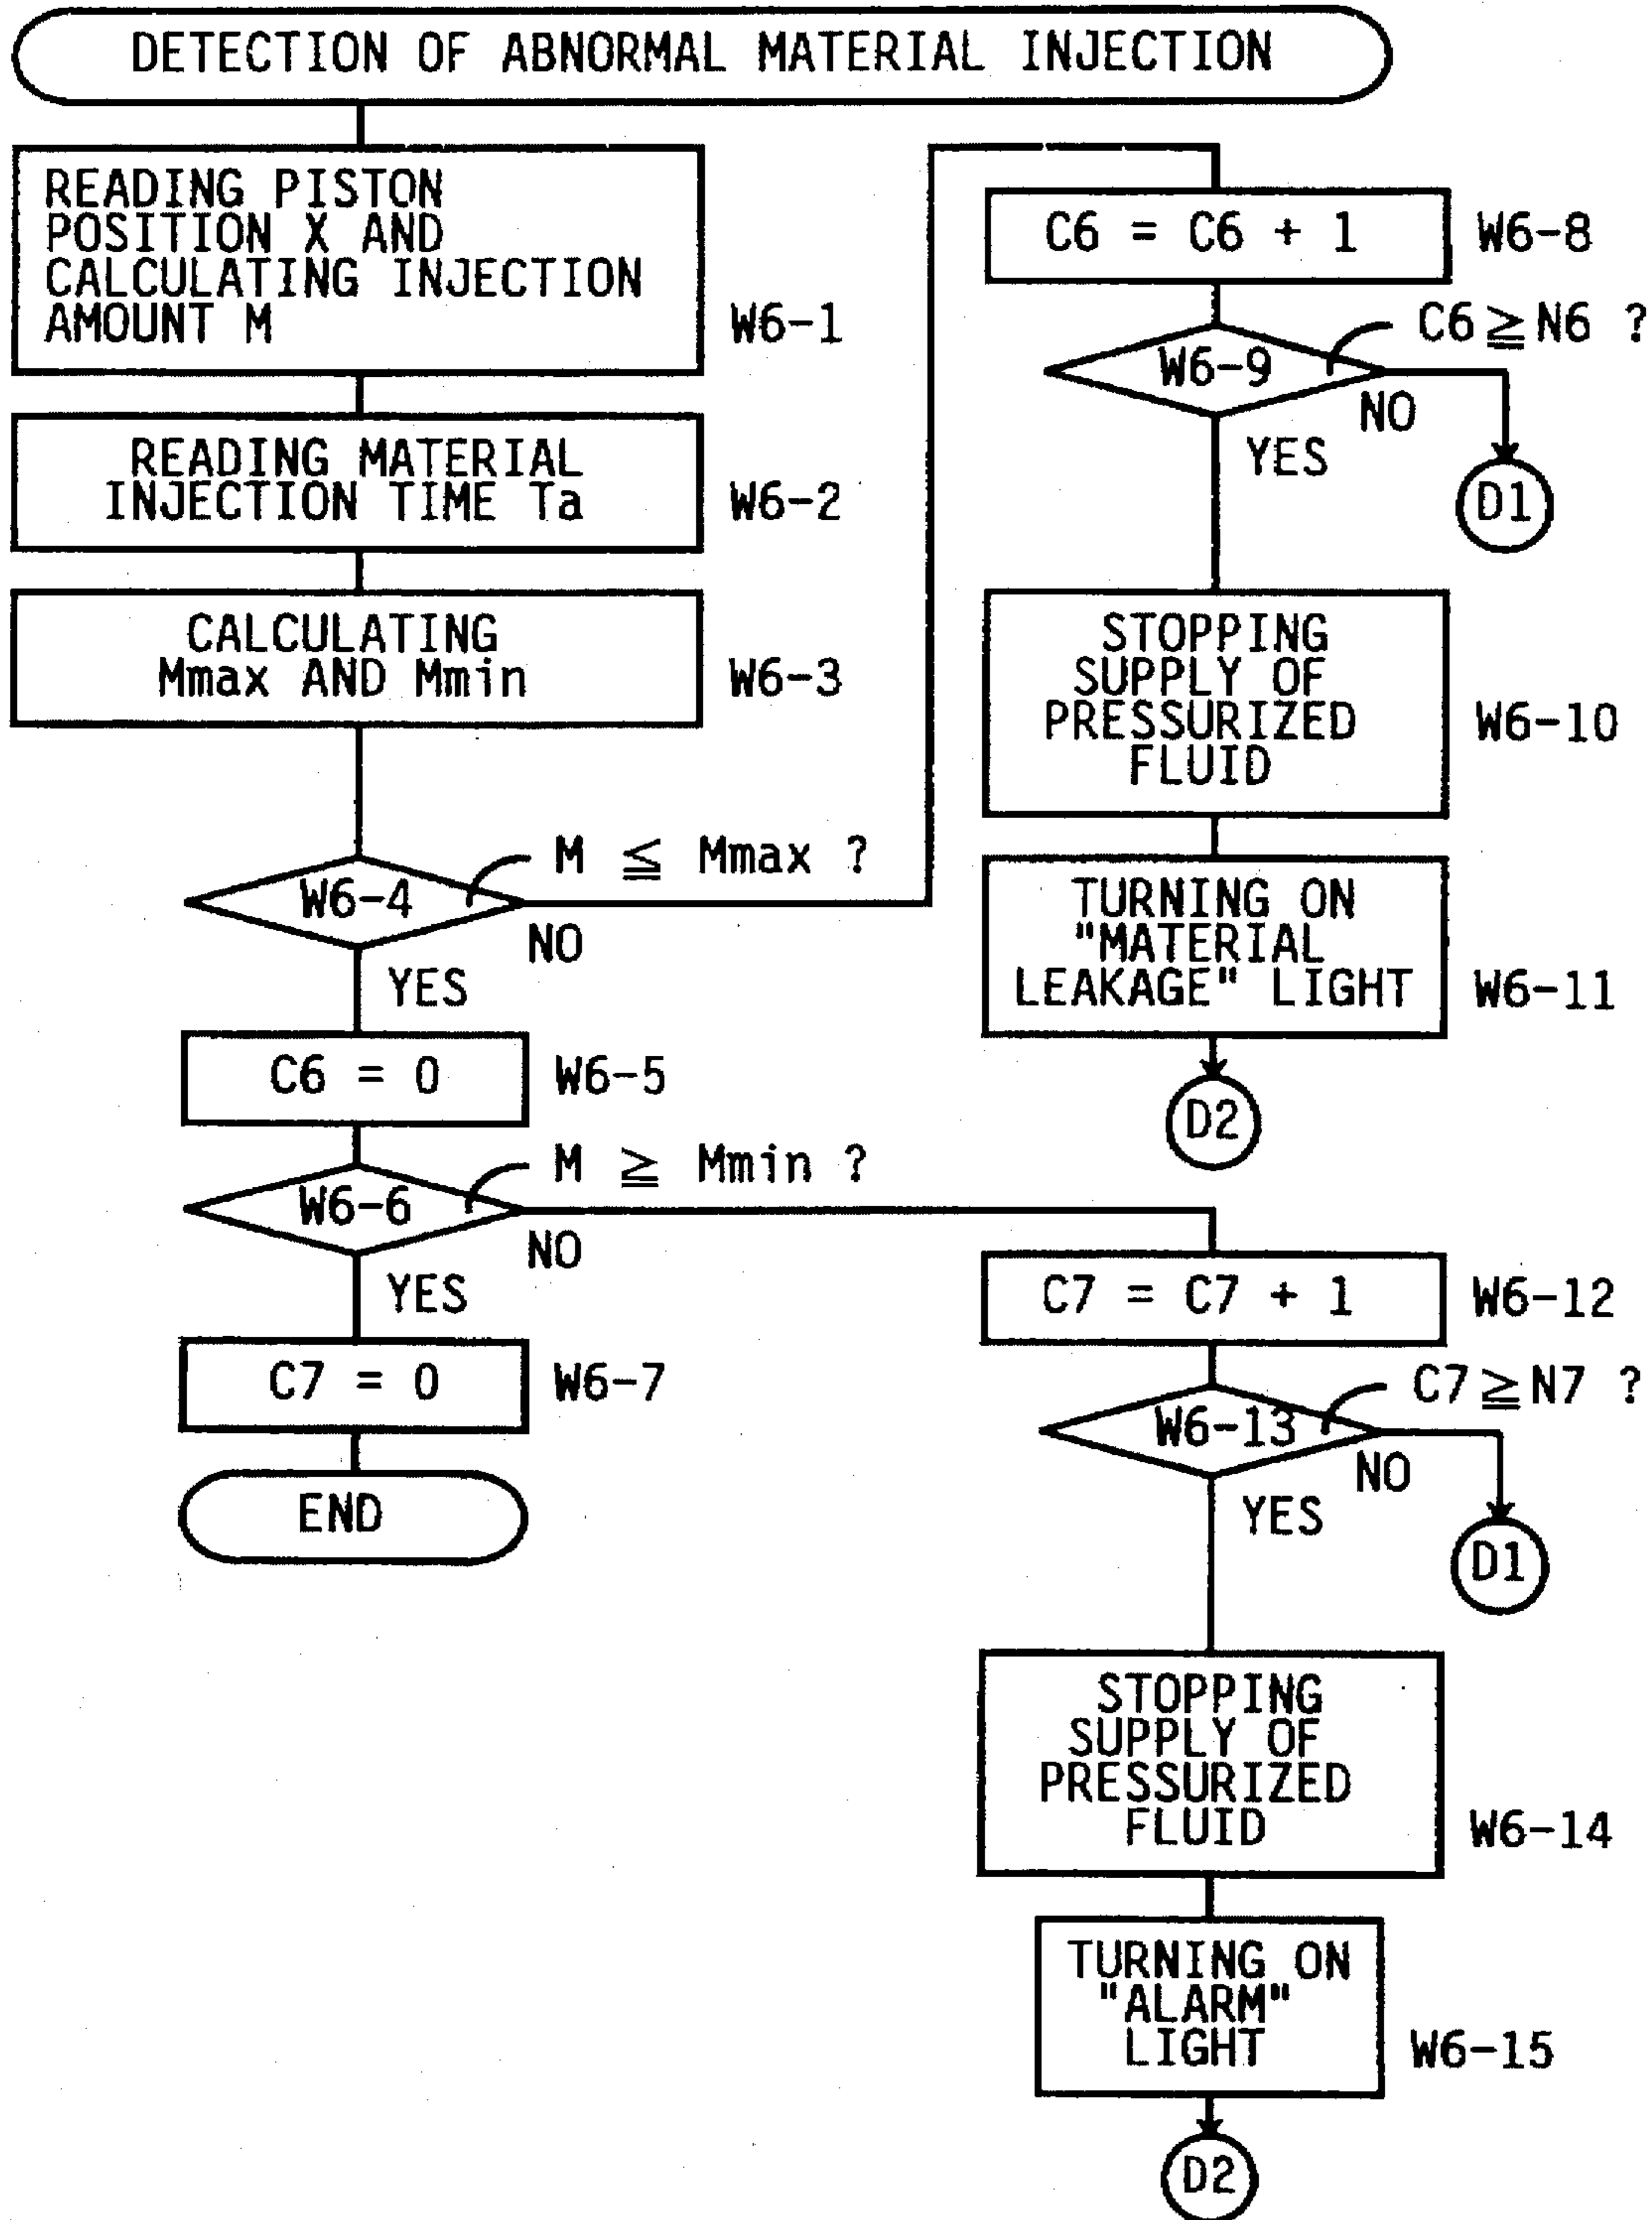 DETECTION OF ABNORMAL MATERIAL INJECTION
READING PISTON
POSITION X AND
CALCULATING INJECTION
AMOUNT M
W6-1
READING MATERIAL
INJECTION TIME Ta
W6-2
CALCULATING
Mmax AND Mmin
W6-3
M ≦ Mmax ?
W6-4
NO
YES
C6 = 0
W6-5
M ≧ Mmin ?
W6-6
NO
YES
C7 = 0
W6-7
END
C6 = C6 + 1
W6-8
C6≧N6 ?
W6-9
NO
YES
D1
STOPPING
SUPPLY OF
PRESSURIZED
FLUID
W6-10
TURNING ON
"MATERIAL
LEAKAGE" LIGHT
W6-11
D2
C7 = C7 + 1
W6-12
C7≧N7 ?
W6-13
NO
YES
D1
STOPPING
SUPPLY OF
PRESSURIZED
FLUID
W6-14
TURNING ON
"ALARM"
LIGHT
W6-15
D2